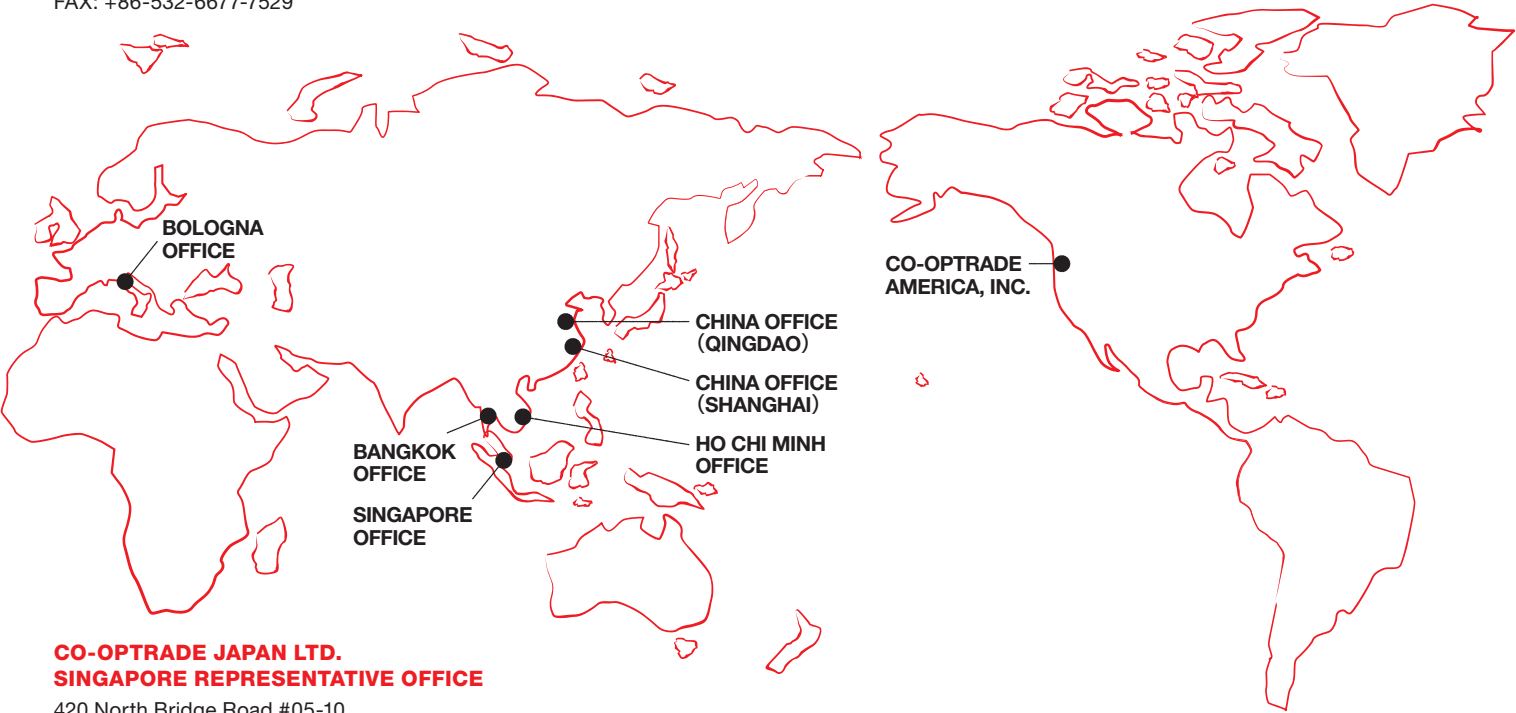 FAX: +86-532-6677-7529
BOLOGNA
OFFICE
CO-OPTRADE
AMERICA, INC.
CHINA OFFICE
（QINGDAO）
CHINA OFFICE
（SHANGHAI）
HO CHI MINH
OFFICE
BANGKOK
OFFICE
SINGAPORE
OFFICE
CO-OPTRADE JAPAN LTD.
SINGAPORE REPRESENTATIVE OFFICE
420 North Bridge Road #05-10